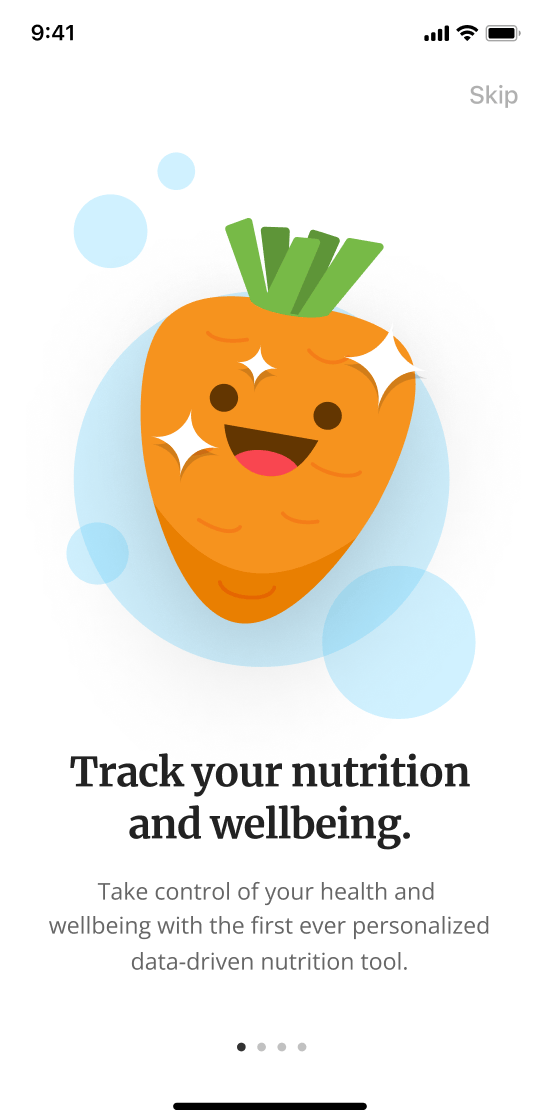 9:41
Skip
Track your nutrition
and wellbeing.
Take control of your health and
wellbeing with the first ever personalized
data-driven nutrition tool.